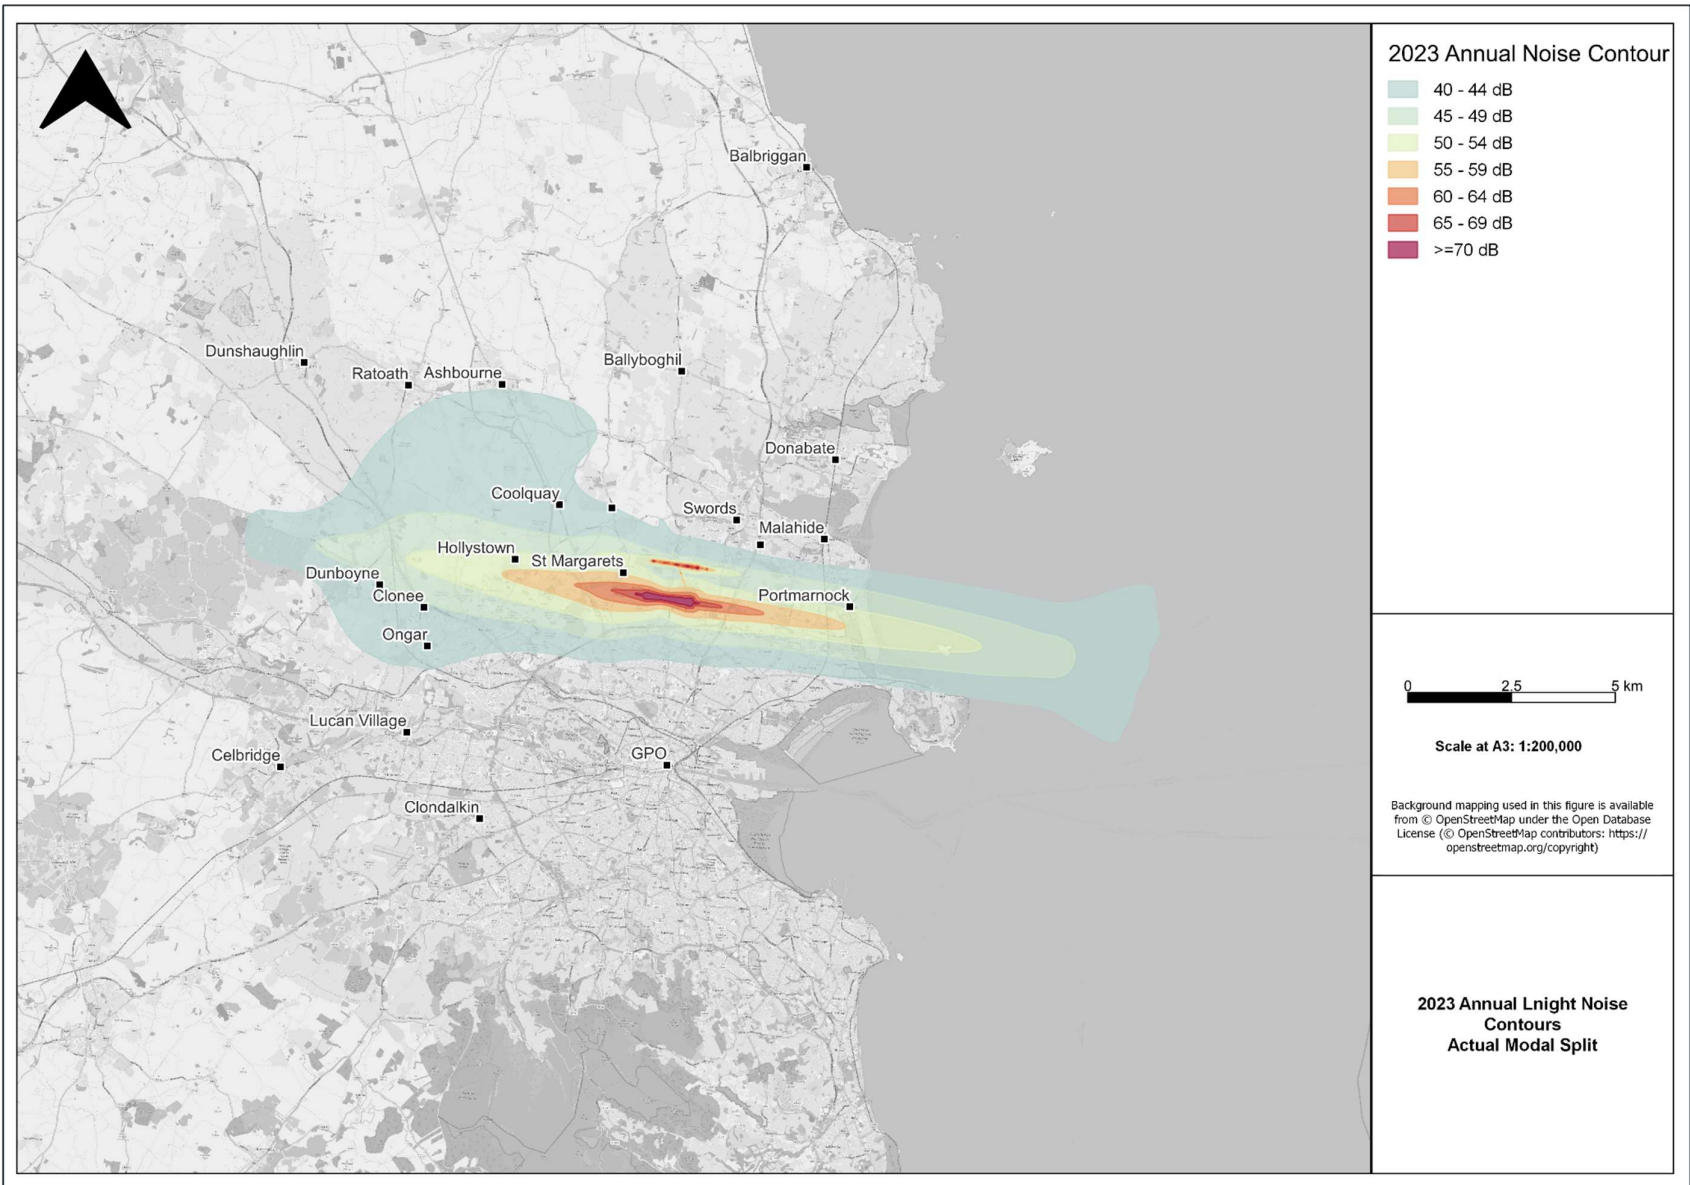 2023 Annual Noise Contour
40 - 44 dB
45 - 49 dB
50 - 54 dB
55 - 59 dB
60 - 64 dB
65 - 69 dB
>=70 dB
Balbriggan
Dunshaughlin
Ratoath
Ashbourne
Ballyboghil
Donabate
Coolquay
Swords
Malahide
Hollystown
St Margarets
Dunboyne
Clonee
Portmarnock
Ongar
Lucan Village
Celbridge
GPO
Clondalkin
0 2.5 5 km
Scale at A3: 1:200,000
Background mapping used in this figure is available
from © OpenStreetMap under the Open Database
License (© OpenStreetMap contributors: https://
openstreetmap.org/copyright)
2023 Annual Lnight Noise
Contours
Actual Modal Split